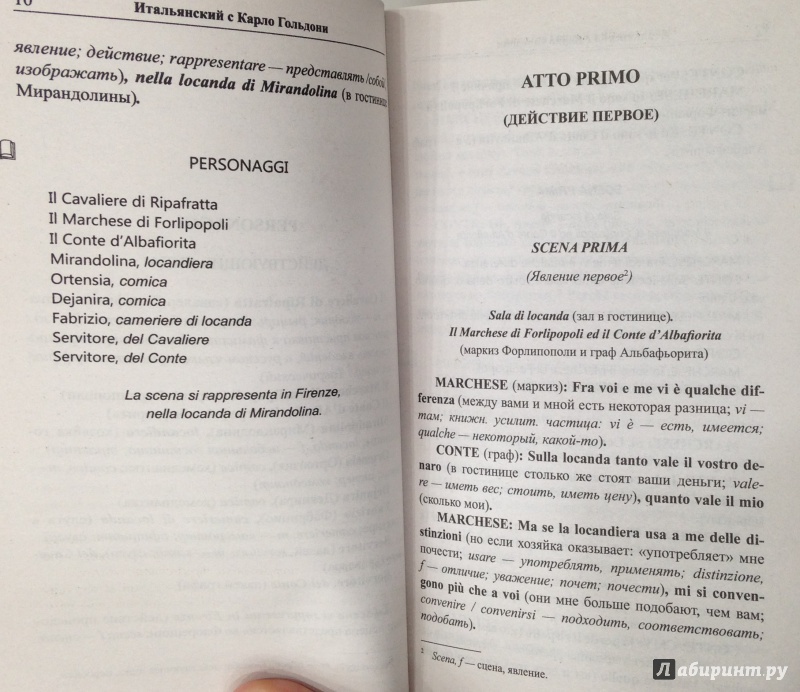 10
Итальянский с Карло Гольдони
явление; действие; rappresentare — представлять /собой
изображать), nella locanda di Mirandolina (в гостинице
Мирандолины).
PERSONAGGI
Il Cavaliere di Ripafratta
Il Marchese di Forlipopoli
Il Conte d'Albafiorita
Mirandolina, locandiera
Ortensia, comica
Dejanira, comica
Fabrizio, cameriere di locanda
Servitore, del Cavaliere
Servitore, del Conte
La scena si rappresenta in Firenze,
nella locanda di Mirandolina.
ATTO PRIMO
(ДЕЙСТВИЕ ПЕРВОЕ)
SCENA PRIMA
(Явление первое²)
Sala di locanda (зал в гостинице).
Il Marchese di Forlipopoli ed il Conte d'Albafiorita
(маркиз Форлипополи и граф Альбафьорита)
MARCHESE (маркиз): Fra voi e me vi è qualche dif-
ferenza (между вами и мной есть некоторая разница; vi —
там; книжн. усилит. частица: vi è — есть, имеется;
qualche — некоторый, какой-то).
CONTE (граф): Sulla locanda tanto vale il vostro de-
naro (в гостинице столько же стоят ваши деньги; vale-
re — иметь вес; стоить, иметь цену), quanto vale il mio
(сколько мои).
MARCHESE: Ma se la locandiera usa a me delle di-
stinzioni (но если хозяйка оказывает: «употребляет» мне
почести; usare — употреблять, применять; distinzione,
f — отличие; уважение; почет; почести), mi si conven-
gono più che a voi (они мне больше подобают, чем вам;
convenire / convenirsi — подходить, соответствовать;
подобать).
² Scena, f — сцена, явление.
Лабиринт.ру